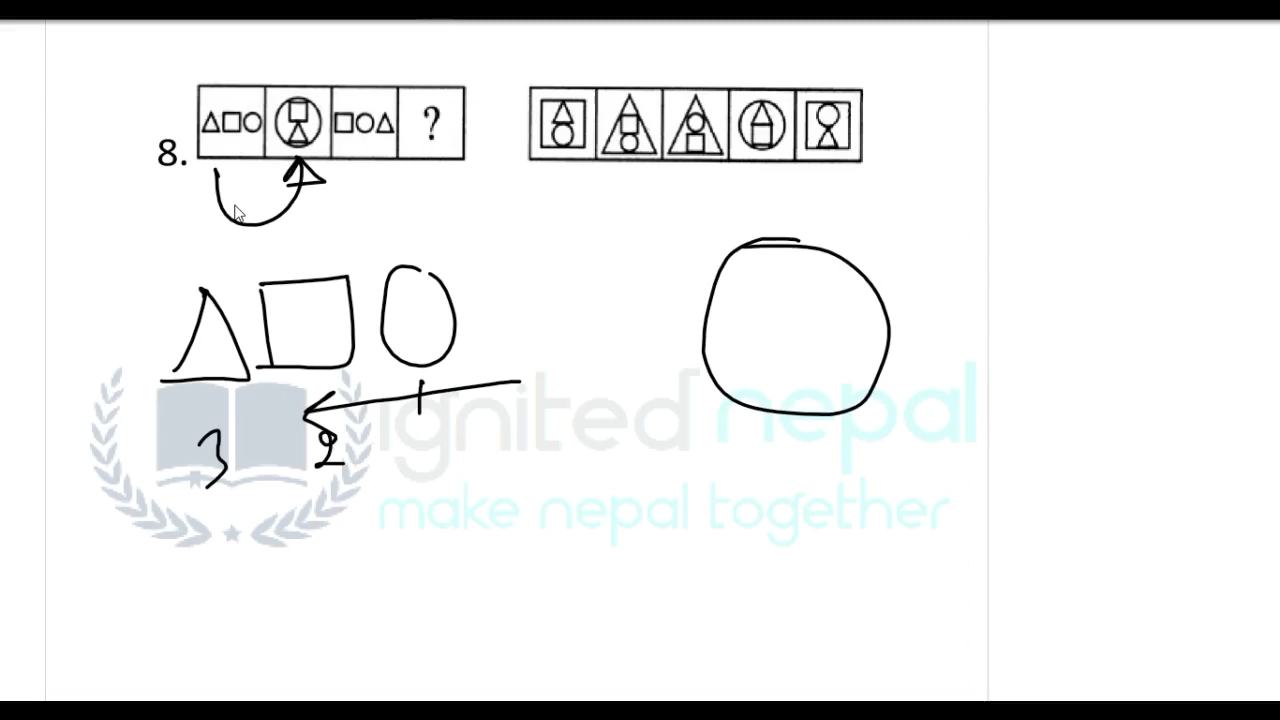 ?
8.
3 2 1
ignited nepal
make nepal together